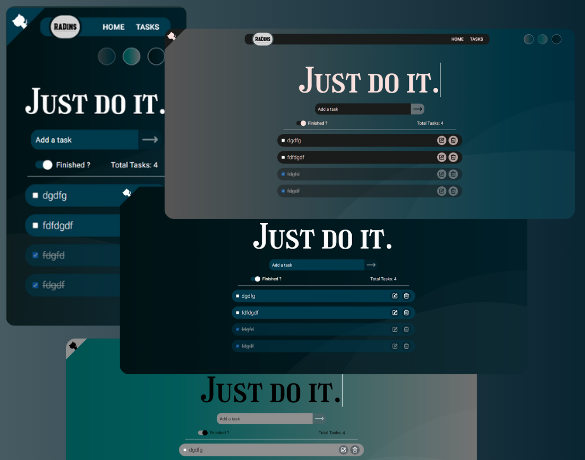 RADINS HOME TASKS
JUST DO IT.
Add a task
Finished ? Total Tasks: 4
dgdfg
fdfdgdf
fdgfd
fdgdf
RADINS HOME TASKS
JUST DO IT.
Add a task
Finished ? Total Tasks: 4
dgdfg
fdfdgdf
fdgfd
fdgdf
JUST DO IT.
Add a task
Finished ? Total Tasks: 4
dgdfg
fdfdgdf
fdgfd
fdgdf
JUST DO IT.
Add a task
Finished ? Total Tasks: 4
dgdfg